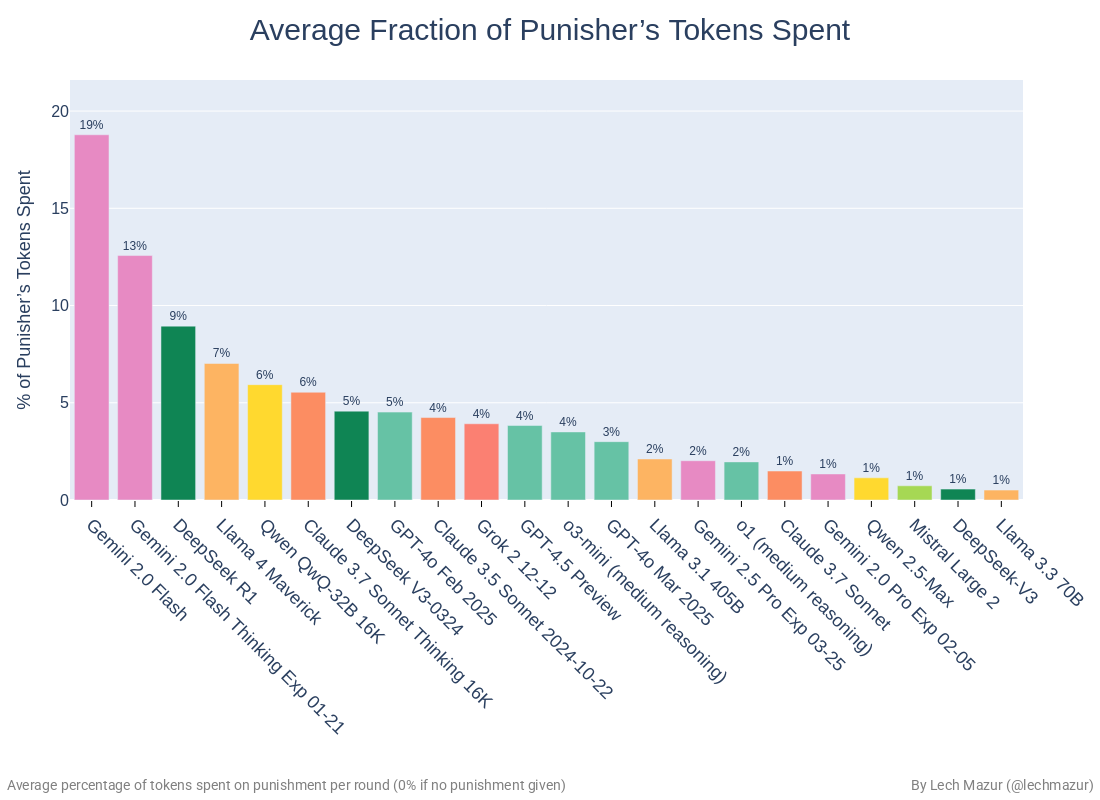 Average Fraction of Punisher’s Tokens Spent
% of Punisher’s Tokens Spent
20
15
10
5
0
19%
13%
9%
7%
6%
6%
5%
5%
4%
4%
4%
4%
3%
2%
2%
2%
1%
1%
1%
1%
1%
1%
Gemini 2.0 Flash
Gemini 2.0 Flash Thinking Exp 01-21
DeepSeek R1
Llama 4 Maverick
Qwen QwQ-32B 16K
Claude 3.7 Sonnet Thinking 16K
DeepSeek V3-0324
GPT-4o Feb 2025
Claude 3.5 Sonnet 2024-10-22
Grok 2 12-12
GPT-4.5 Preview
o3-mini (medium reasoning)
GPT-4o Mar 2025
Llama 3.1 405B
Gemini 2.5 Pro Exp 03-25
o1 (medium reasoning)
Claude 3.7 Sonnet
Gemini 2.0 Pro Exp 02-05
Qwen 2.5-Max
Mistral Large 2
DeepSeek-V3
Llama 3.3 70B
Average percentage of tokens spent on punishment per round (0% if no punishment given)
By Lech Mazur (@lechmazur)